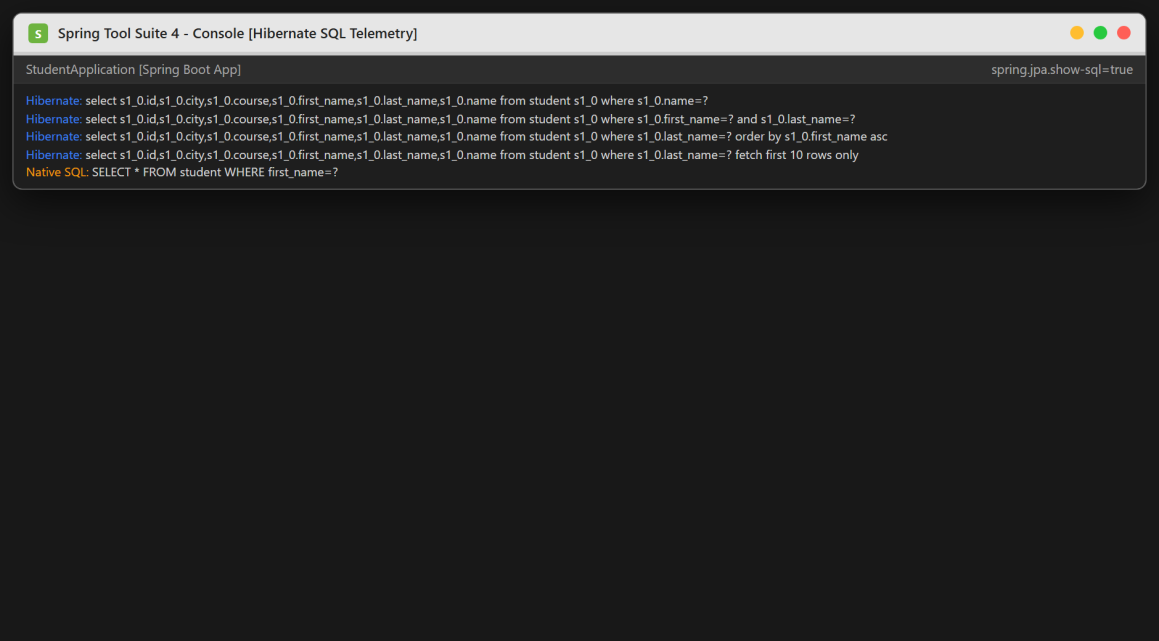 S Spring Tool Suite 4 - Console [Hibernate SQL Telemetry]
StudentApplication [Spring Boot App] spring.jpa.show-sql=true
Hibernate: select s1_0.id,s1_0.city,s1_0.course,s1_0.first_name,s1_0.last_name,s1_0.name from student s1_0 where s1_0.name=?
Hibernate: select s1_0.id,s1_0.city,s1_0.course,s1_0.first_name,s1_0.last_name,s1_0.name from student s1_0 where s1_0.first_name=? and s1_0.last_name=?
Hibernate: select s1_0.id,s1_0.city,s1_0.course,s1_0.first_name,s1_0.last_name,s1_0.name from student s1_0 where s1_0.last_name=? order by s1_0.first_name asc
Hibernate: select s1_0.id,s1_0.city,s1_0.course,s1_0.first_name,s1_0.last_name,s1_0.name from student s1_0 where s1_0.last_name=? fetch first 10 rows only
Native SQL: SELECT * FROM student WHERE first_name=?